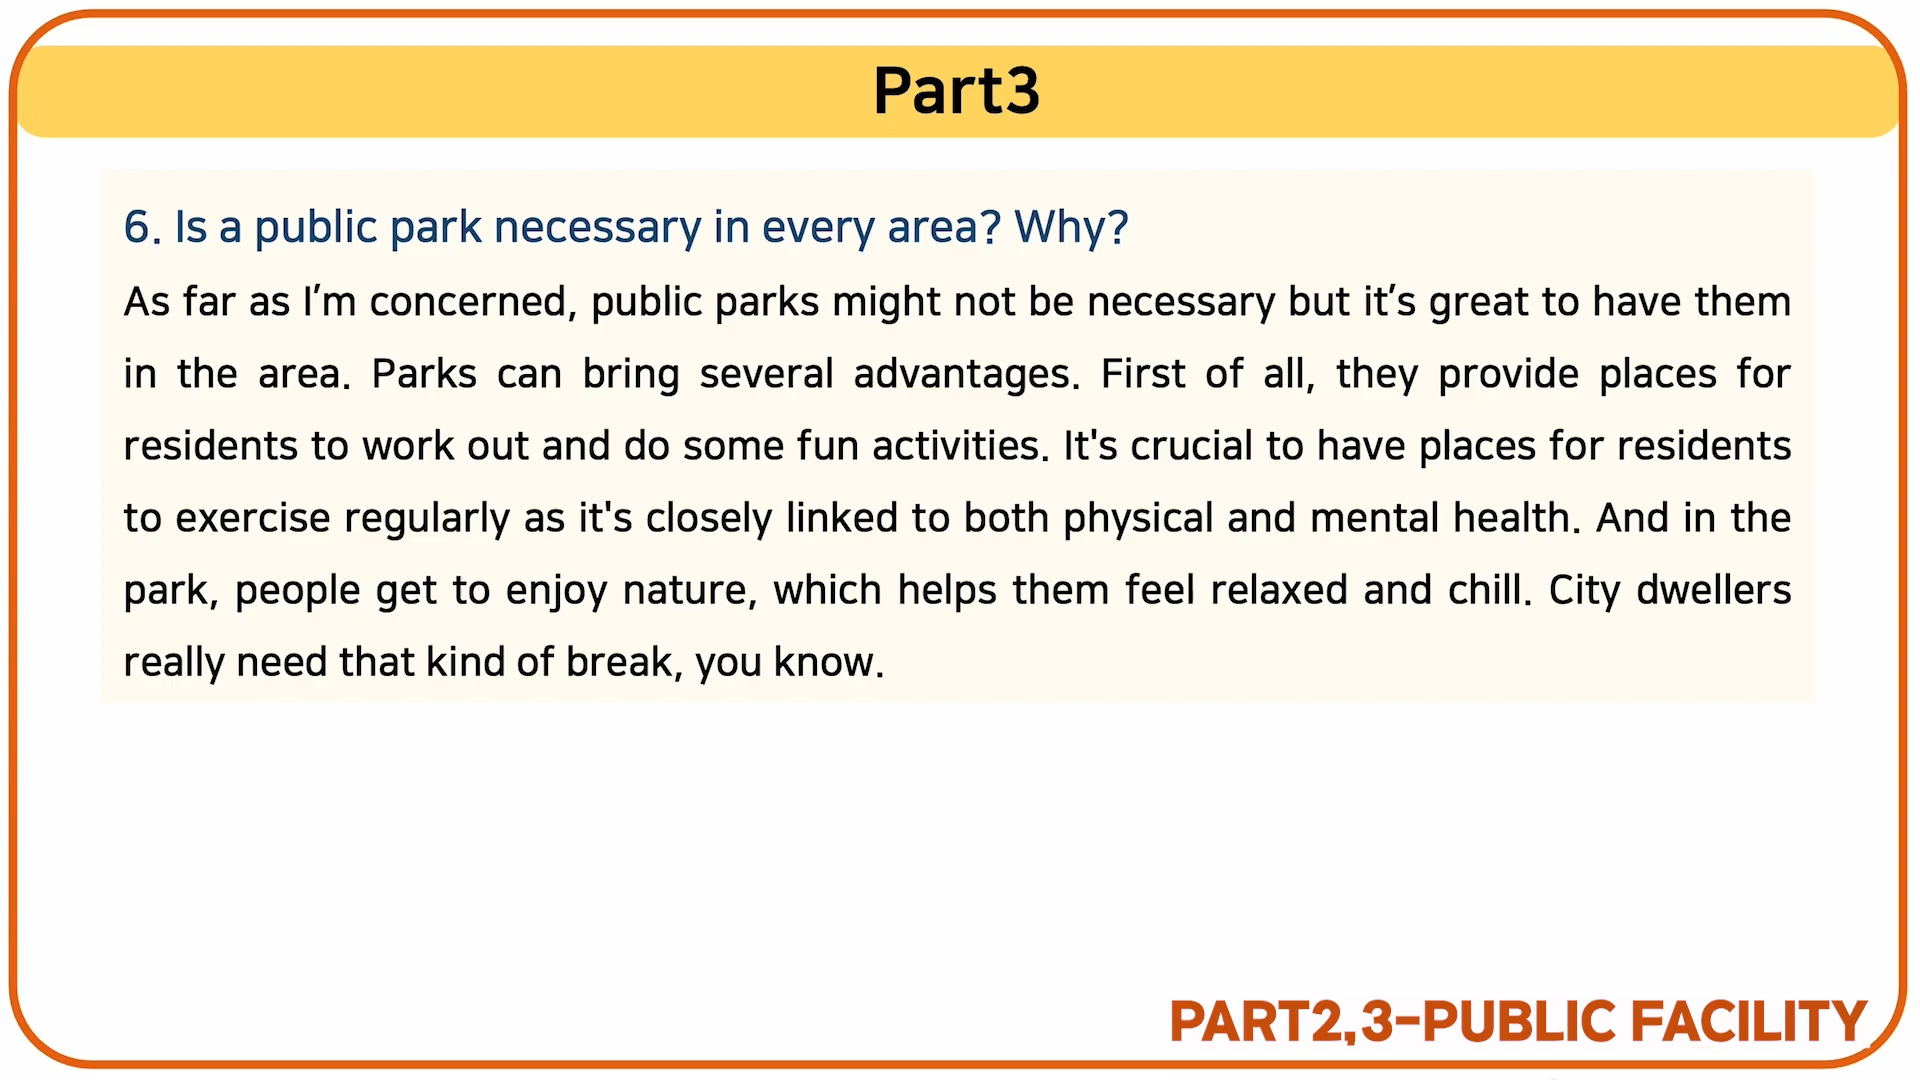 Part3
6. Is a public park necessary in every area? Why?
As far as I’m concerned, public parks might not be necessary but it’s great to have them
in the area. Parks can bring several advantages. First of all, they provide places for
residents to work out and do some fun activities. It's crucial to have places for residents
to exercise regularly as it's closely linked to both physical and mental health. And in the
park, people get to enjoy nature, which helps them feel relaxed and chill. City dwellers
really need that kind of break, you know.
PART2,3-PUBLIC FACILITY